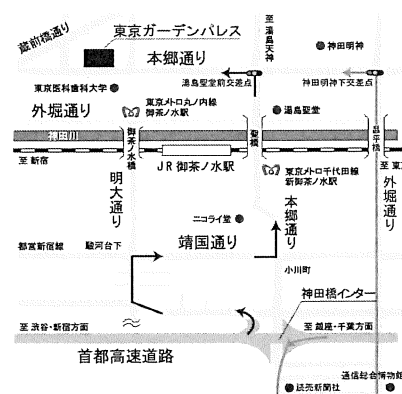 蔵前橋通り
東京ガーデンパレス
本郷通り
至 湯島天神
神田明神
東京医科歯科大学
湯島聖堂前交差点
神田明神下交差点
外堀通り
東京メトロ丸ノ内線
御茶ノ水駅
湯島聖堂
神田川
御茶ノ水橋
聖橋
昌平橋
至 新宿
JR 御茶ノ水駅
至 東
東京メトロ千代田線
新御茶ノ水駅
明大通り
本郷通り
外堀通り
ニコライ堂
都営新宿線
駿河台下
靖国通り
小川町
神田橋インター
至 渋谷・新宿方面
至 銀座・千葉方面
首都高速道路
逓信総合博物館
読売新聞社